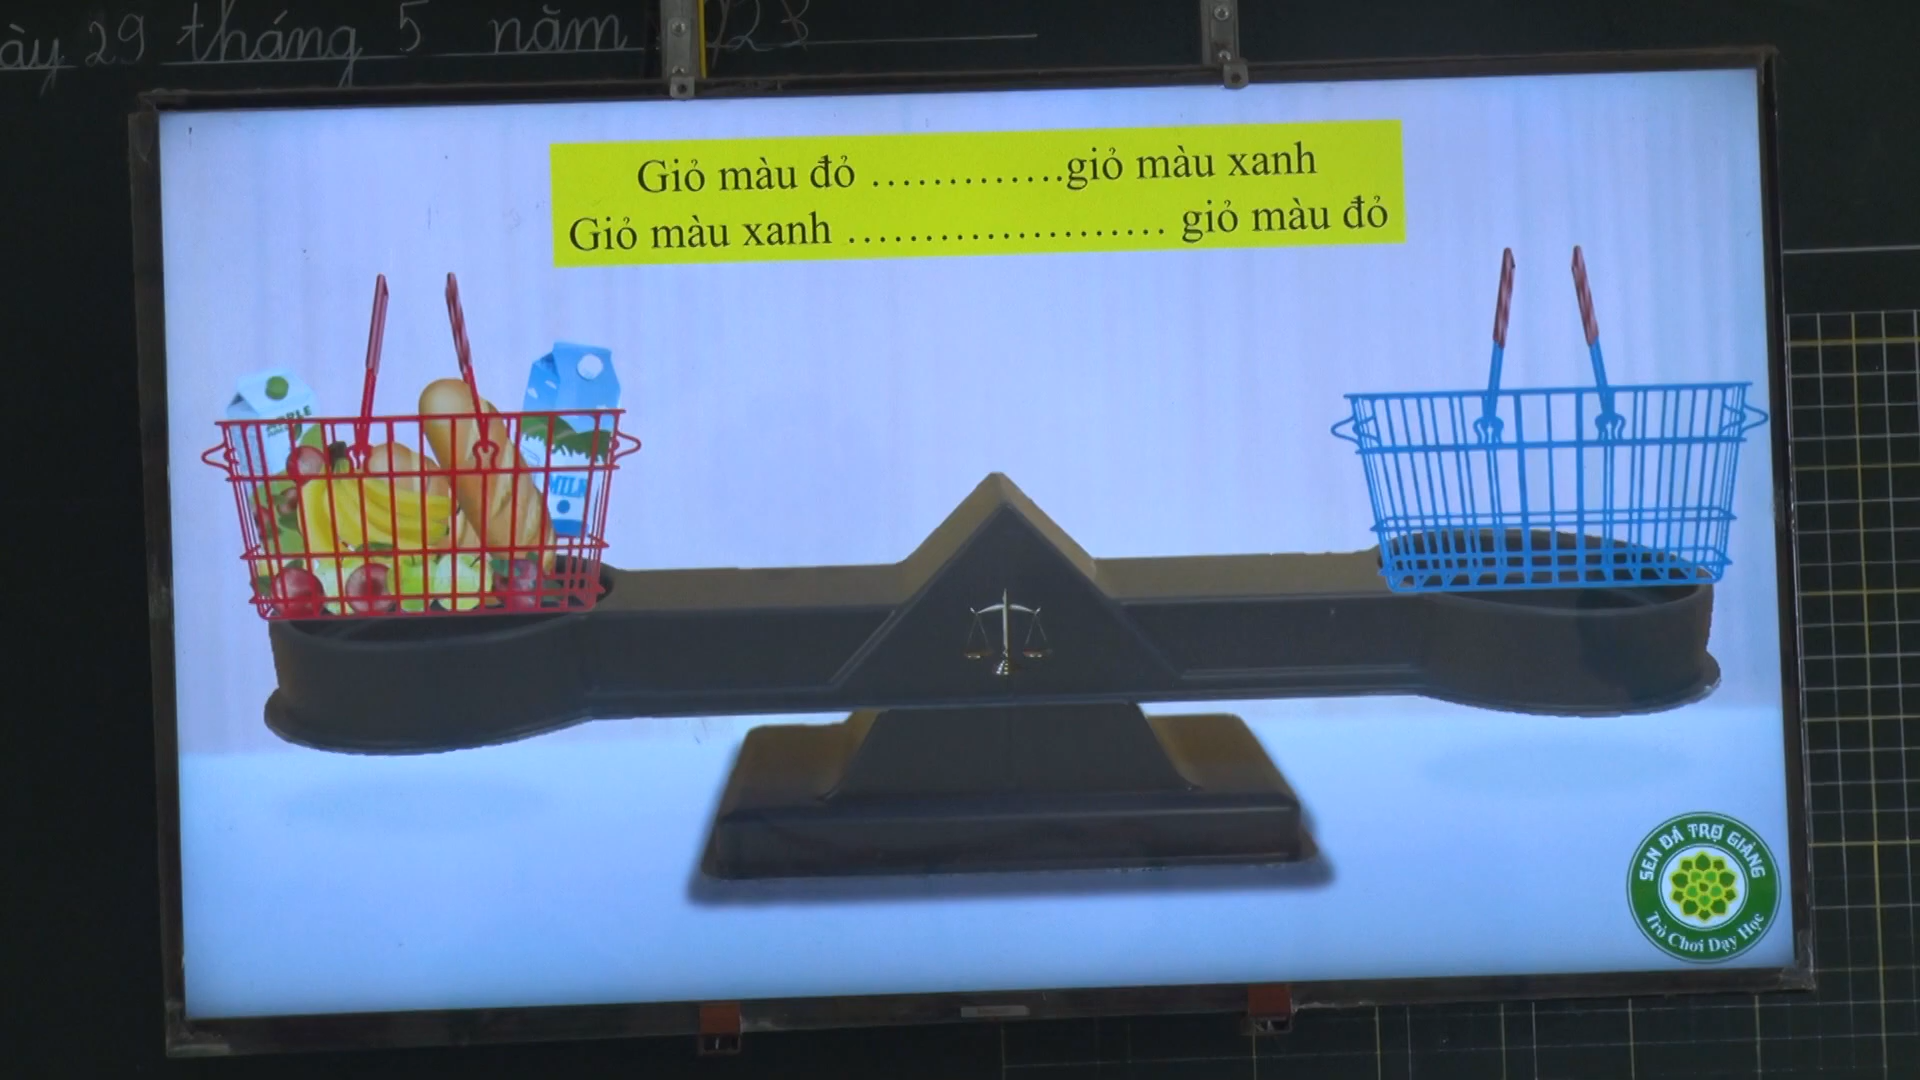 ày 29 tháng 5 năm
Giỏ màu đỏ .............giỏ màu xanh
Giỏ màu xanh ..................... giỏ màu đỏ
MILK
SEN ĐÁ TRỢ GIẢNG
Trò Chơi Dạy Học